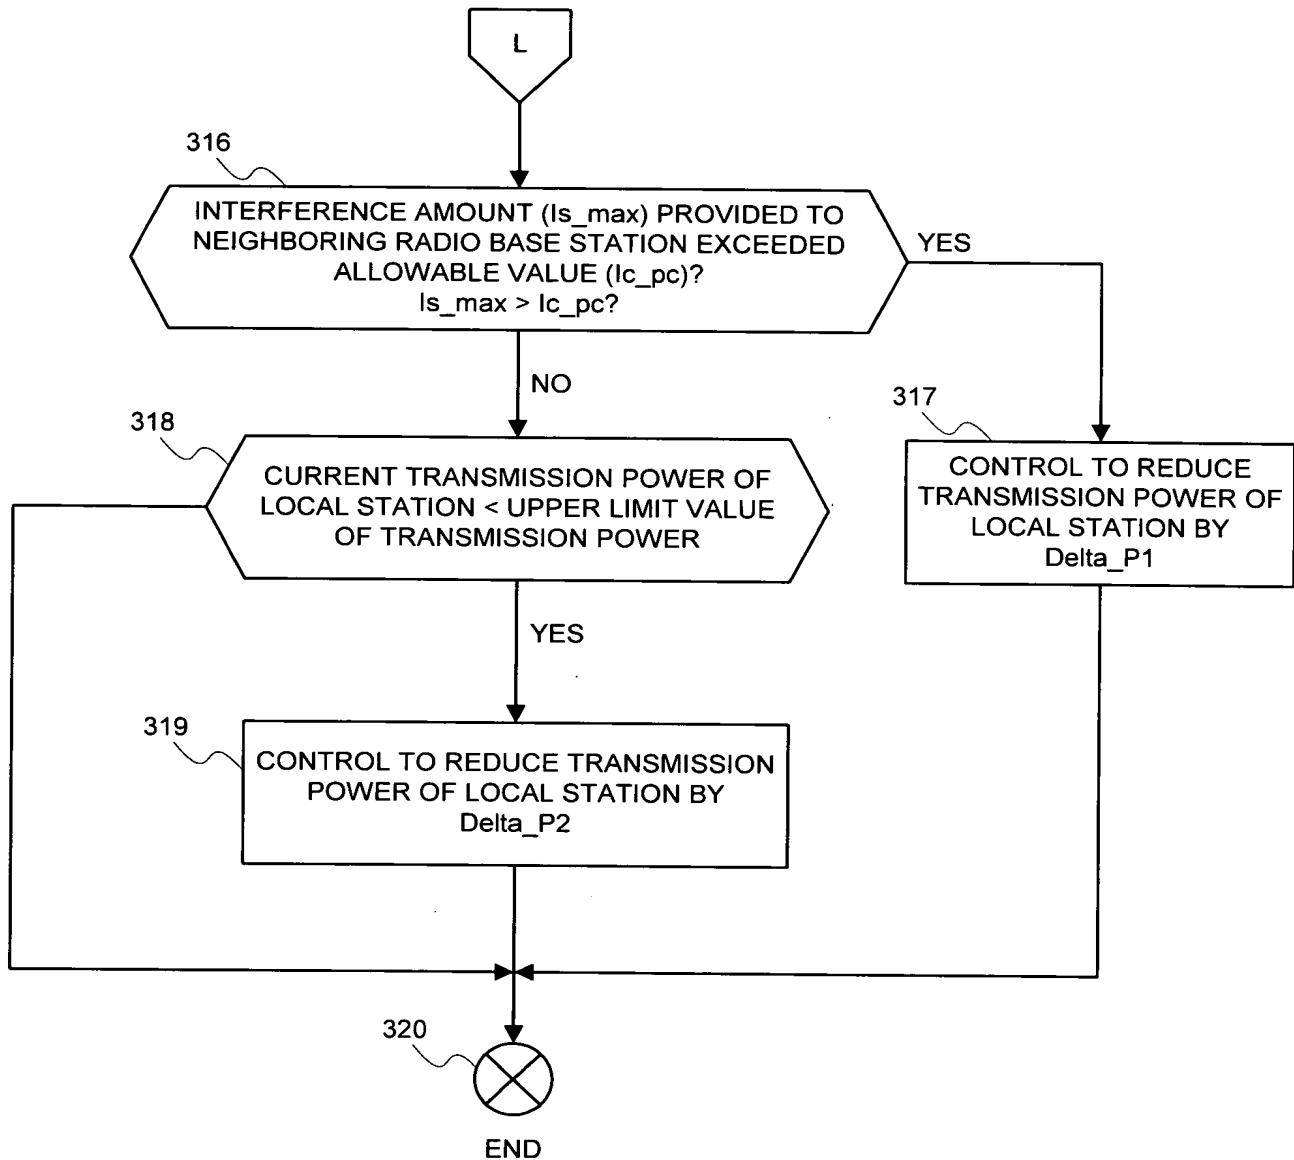 L
316
INTERFERENCE AMOUNT (Is_max) PROVIDED TO
NEIGHBORING RADIO BASE STATION EXCEEDED
ALLOWABLE VALUE (Ic_pc)?
Is_max > Ic_pc?
YES
NO
317
CONTROL TO REDUCE
TRANSMISSION POWER OF
LOCAL STATION BY
Delta_P1
318
CURRENT TRANSMISSION POWER OF
LOCAL STATION < UPPER LIMIT VALUE
OF TRANSMISSION POWER
YES
319
CONTROL TO REDUCE TRANSMISSION
POWER OF LOCAL STATION BY
Delta_P2
320
END